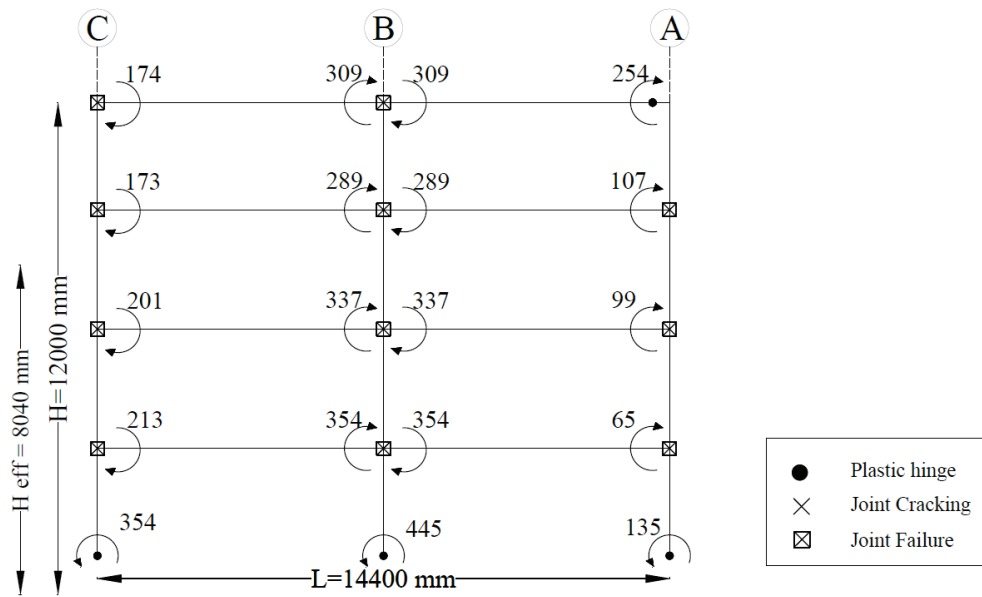 C B A
174 309 309 254
173 289 289 107
201 337 337 99
213 354 354 65
354 445 135
H eff = 8040 mm
H=12000 mm
L=14400 mm
Plastic hinge
Joint Cracking
Joint Failure